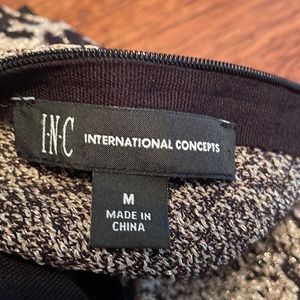 I·N·C INTERNATIONAL CONCEPTS
M
MADE IN
CHINA